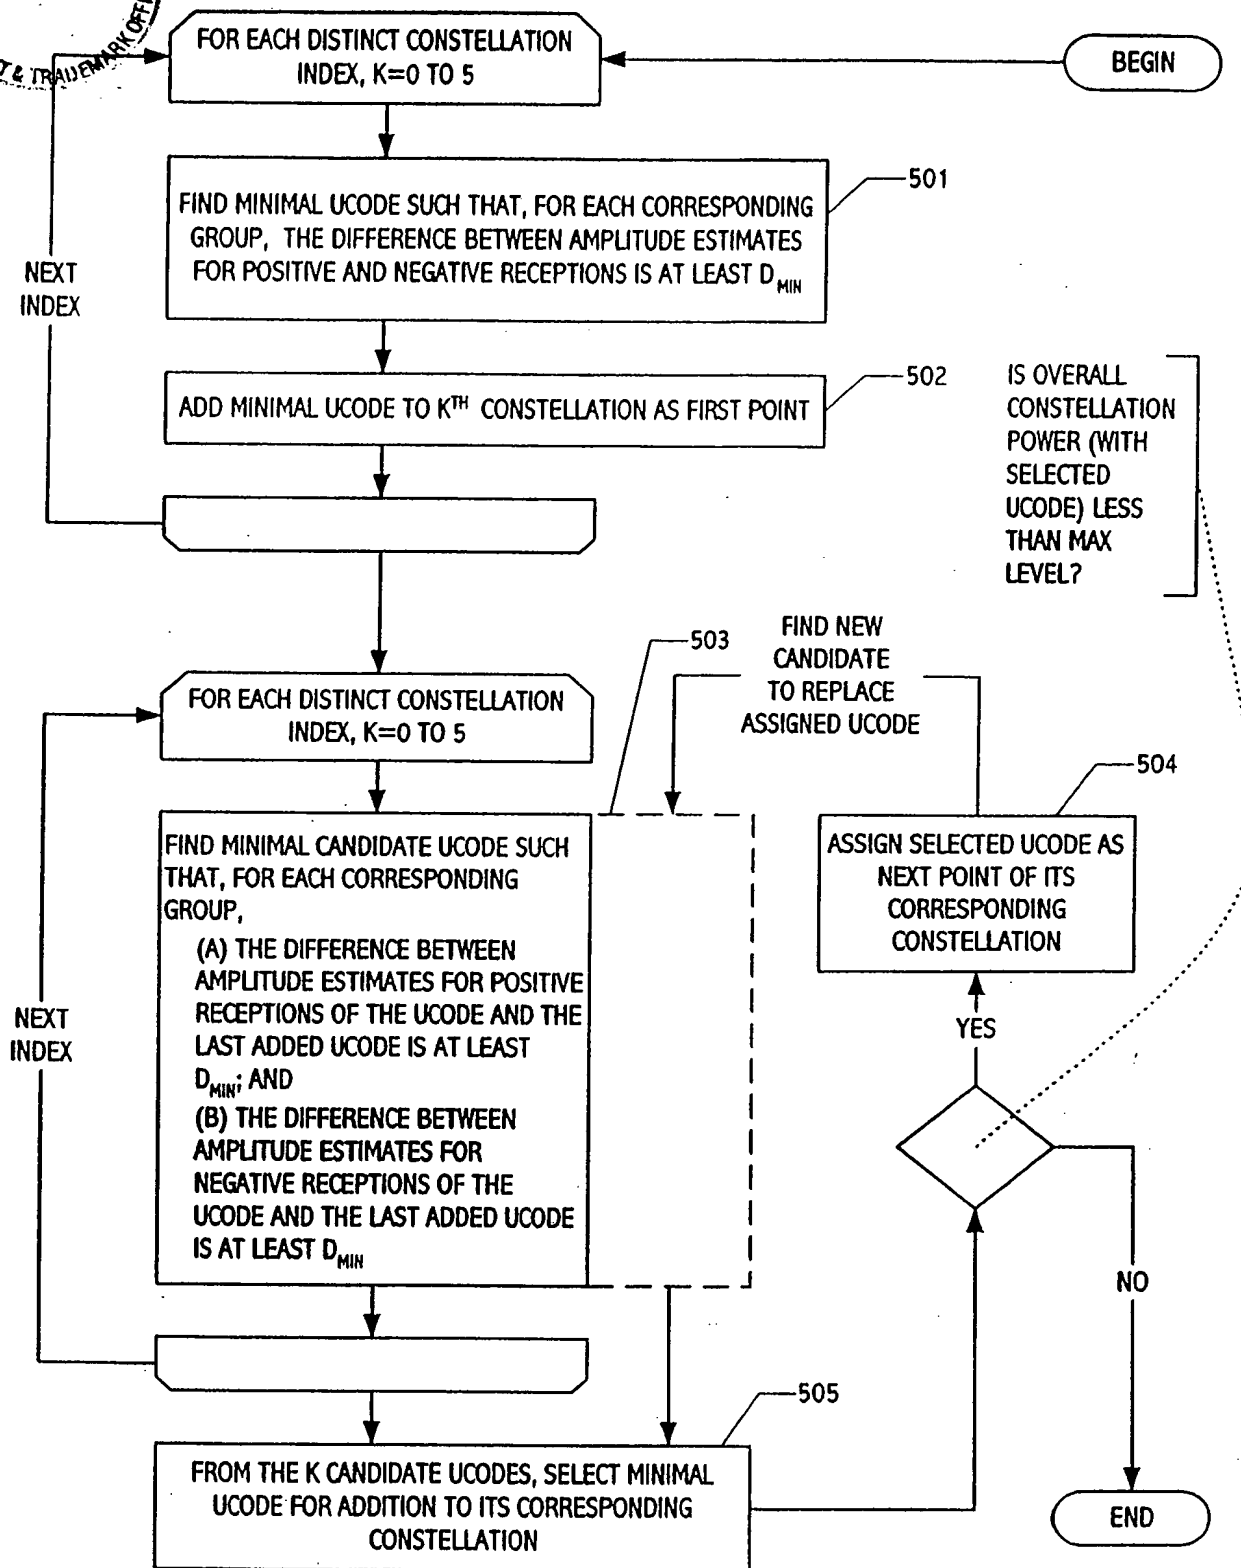 T & TRADEMARK OFFI
FOR EACH DISTINCT CONSTELLATION
INDEX, K=0 TO 5
BEGIN
501
FIND MINIMAL UCODE SUCH THAT, FOR EACH CORRESPONDING
GROUP, THE DIFFERENCE BETWEEN AMPLITUDE ESTIMATES
FOR POSITIVE AND NEGATIVE RECEPTIONS IS AT LEAST D_MIN
NEXT
INDEX
502
ADD MINIMAL UCODE TO K^TH CONSTELLATION AS FIRST POINT
IS OVERALL
CONSTELLATION
POWER (WITH
SELECTED
UCODE) LESS
THAN MAX
LEVEL?
503
FIND NEW
CANDIDATE
TO REPLACE
ASSIGNED UCODE
FOR EACH DISTINCT CONSTELLATION
INDEX, K=0 TO 5
504
FIND MINIMAL CANDIDATE UCODE SUCH
THAT, FOR EACH CORRESPONDING
GROUP,
(A) THE DIFFERENCE BETWEEN
AMPLITUDE ESTIMATES FOR POSITIVE
RECEPTIONS OF THE UCODE AND THE
LAST ADDED UCODE IS AT LEAST
D_MIN; AND
(B) THE DIFFERENCE BETWEEN
AMPLITUDE ESTIMATES FOR
NEGATIVE RECEPTIONS OF THE
UCODE AND THE LAST ADDED UCODE
IS AT LEAST D_MIN
ASSIGN SELECTED UCODE AS
NEXT POINT OF ITS
CORRESPONDING
CONSTELLATION
NEXT
INDEX
YES
NO
505
FROM THE K CANDIDATE UCODES, SELECT MINIMAL
UCODE FOR ADDITION TO ITS CORRESPONDING
CONSTELLATION
END